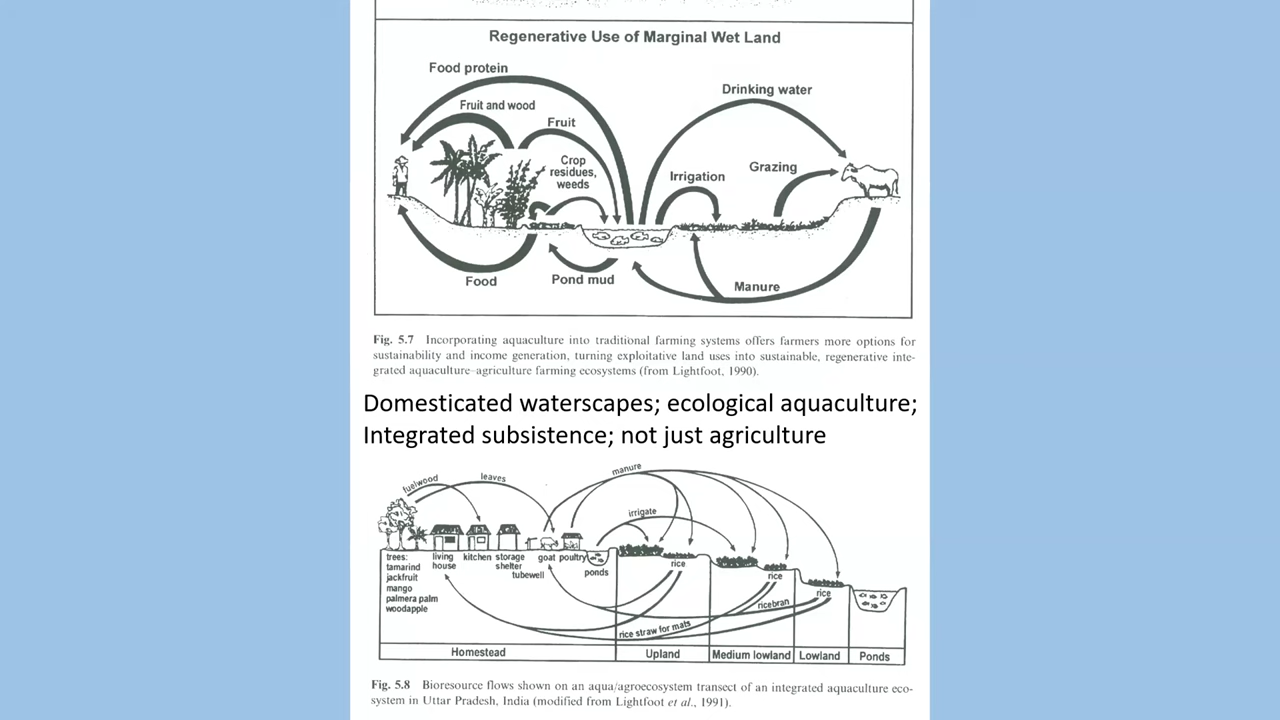 Regenerative Use of Marginal Wet Land
Food protein
Drinking water
Fruit and wood
Fruit
Crop
residues,
weeds
Irrigation
Grazing
Food
Pond mud
Manure
Fig. 5.7 Incorporating aquaculture into traditional farming systems offers farmers more options for
sustainability and income generation, turning exploitative land uses into sustainable, regenerative inte-
grated aquaculture–agriculture farming ecosystems (from Lightfoot, 1990).
Domesticated waterscapes; ecological aquaculture;
Integrated subsistence; not just agriculture
manure
fuelwood
leaves
irrigate
trees:
tamarind
jackfruit
mango
palmera palm
woodapple
living
house
kitchen
storage
shelter
tubewell
goat
poultry
ponds
rice
rice
rice
ricebran
rice straw for mats
Homestead
Upland
Medium lowland
Lowland
Ponds
Fig. 5.8 Bioresource flows shown on an aqua/agroecosystem transect of an integrated aquaculture eco-
system in Uttar Pradesh, India (modified from Lightfoot et al., 1991).